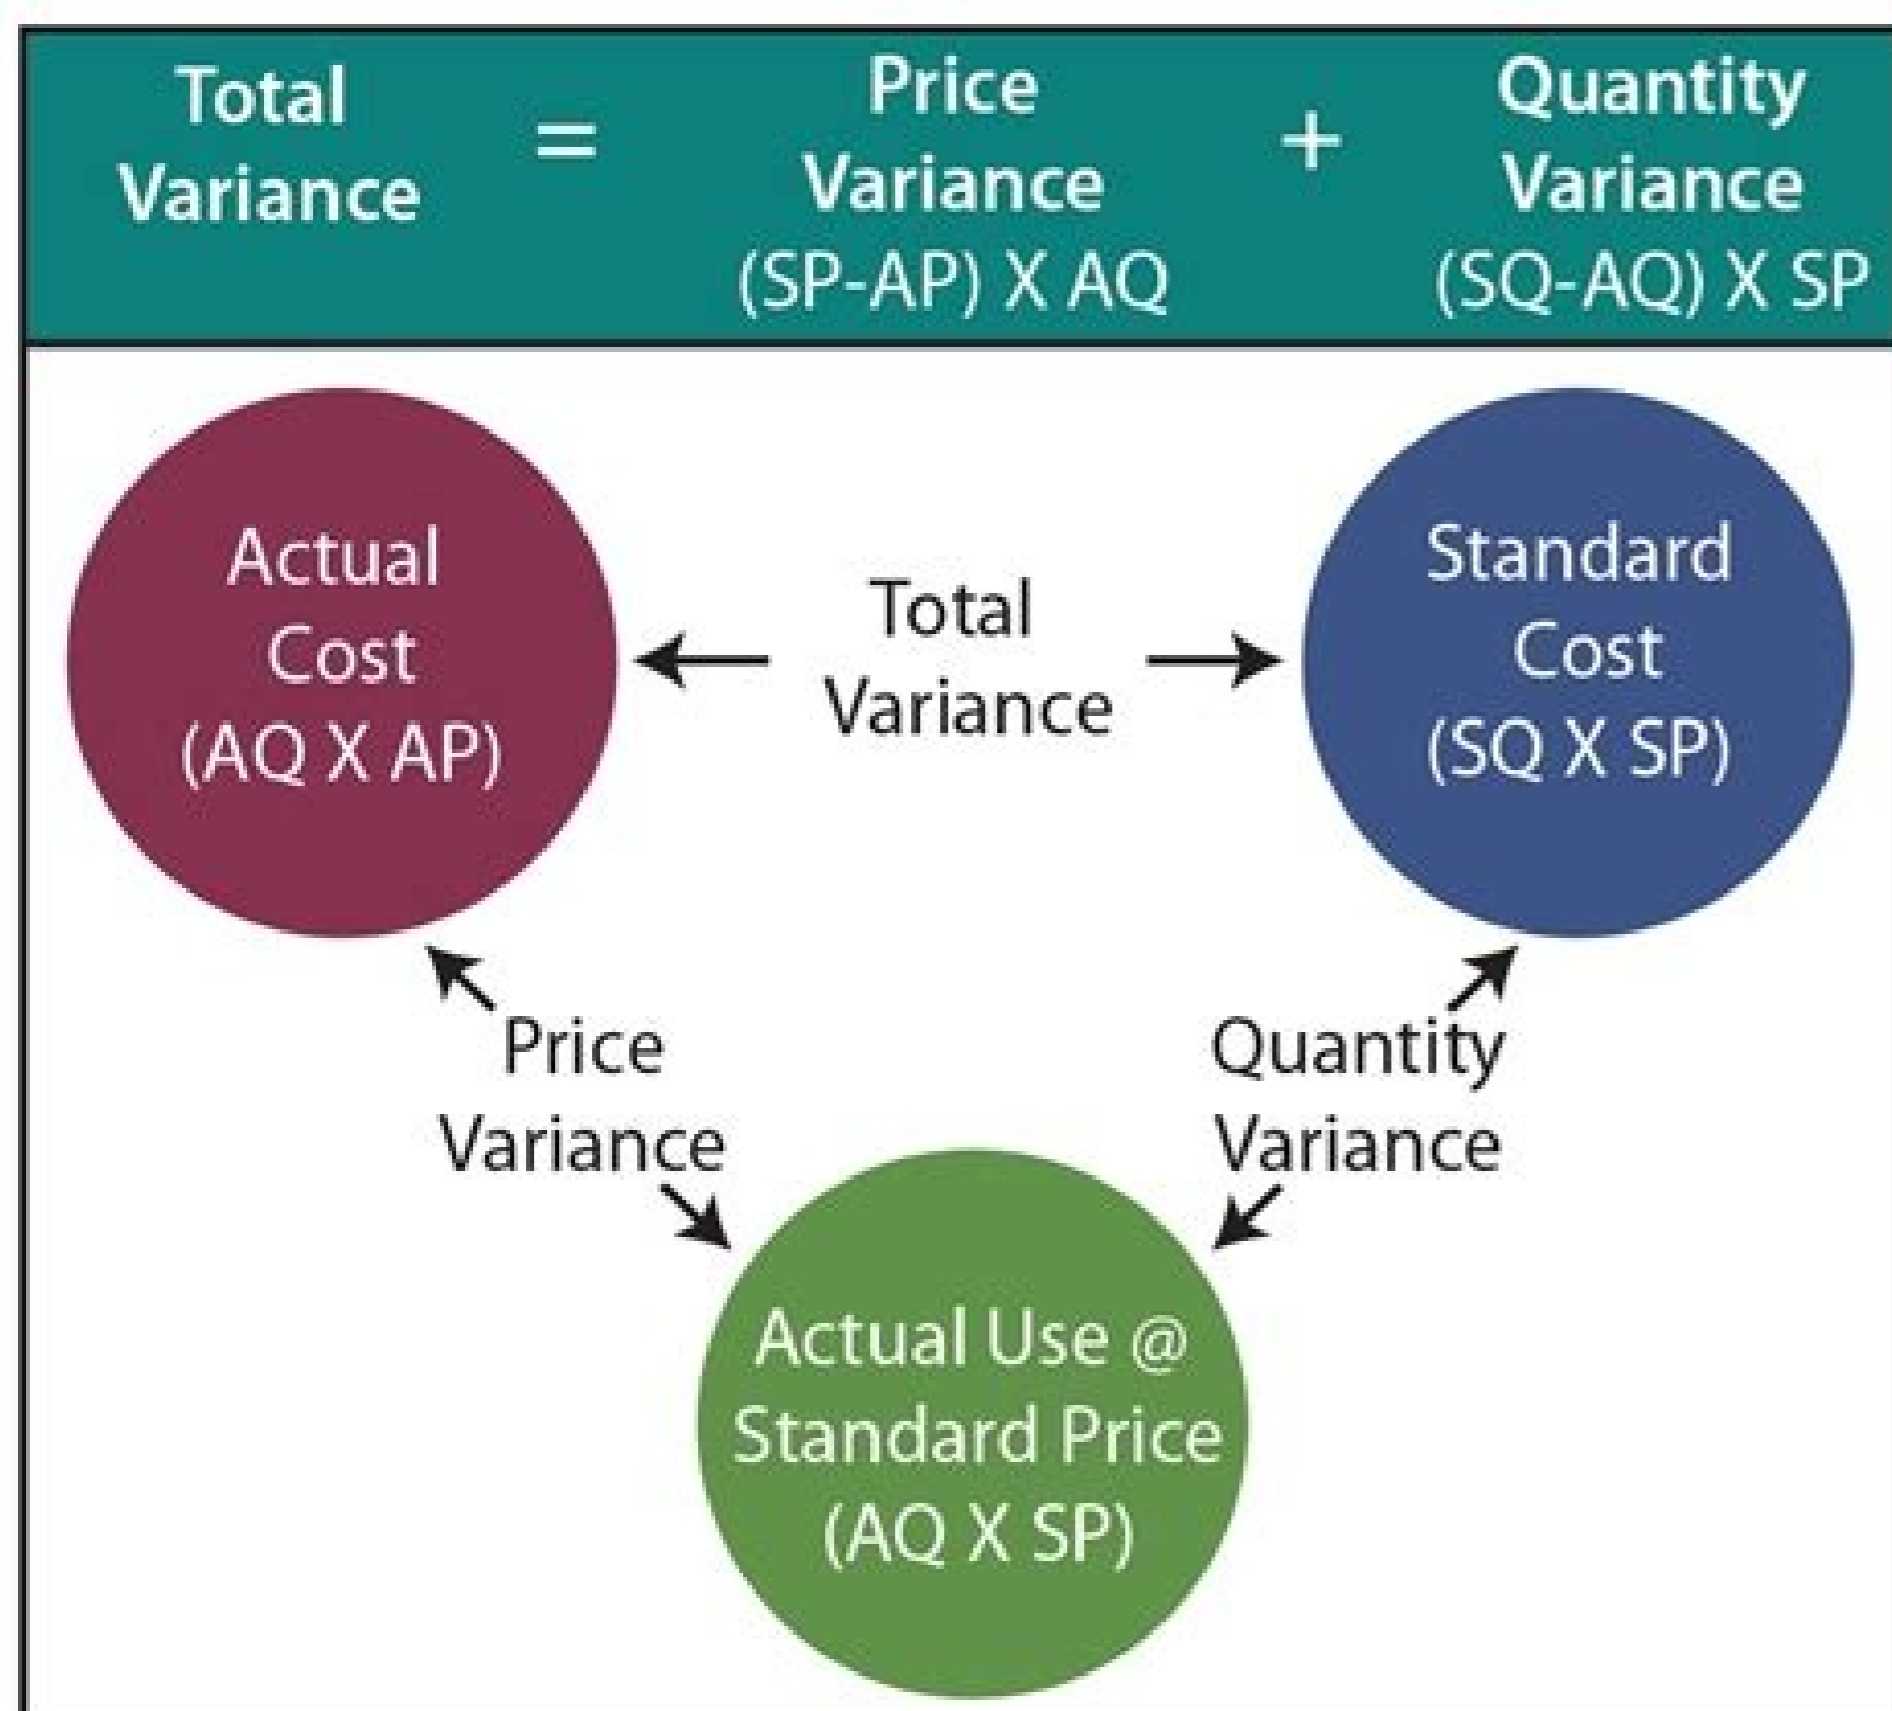 Total
Variance
=
Price
Variance
(SP-AP) X AQ
+
Quantity
Variance
(SQ-AQ) X SP
Actual
Cost
(AQ X AP)
Total
Variance
Standard
Cost
(SQ X SP)
Price
Variance
Quantity
Variance
Actual Use @
Standard Price
(AQ X SP)